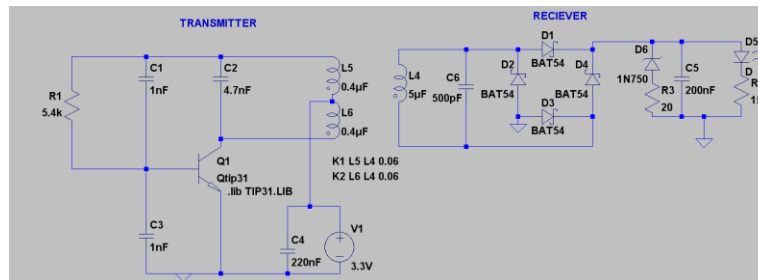 TRANSMITTER
RECIEVER
R1
5.4k
C1
1nF
C2
4.7nF
L5
0.4µF
L6
0.4µF
Q1
Qtip31
.lib TIP31.LIB
K1 L5 L4 0.06
K2 L6 L4 0.06
C3
1nF
C4
220nF
V1
3.3V
L4
5µF
C6
500pF
D1
BAT54
D2
BAT54
D4
BAT54
D3
BAT54
D6
1N750
R3
20
C5
200nF
D5
D
R
15